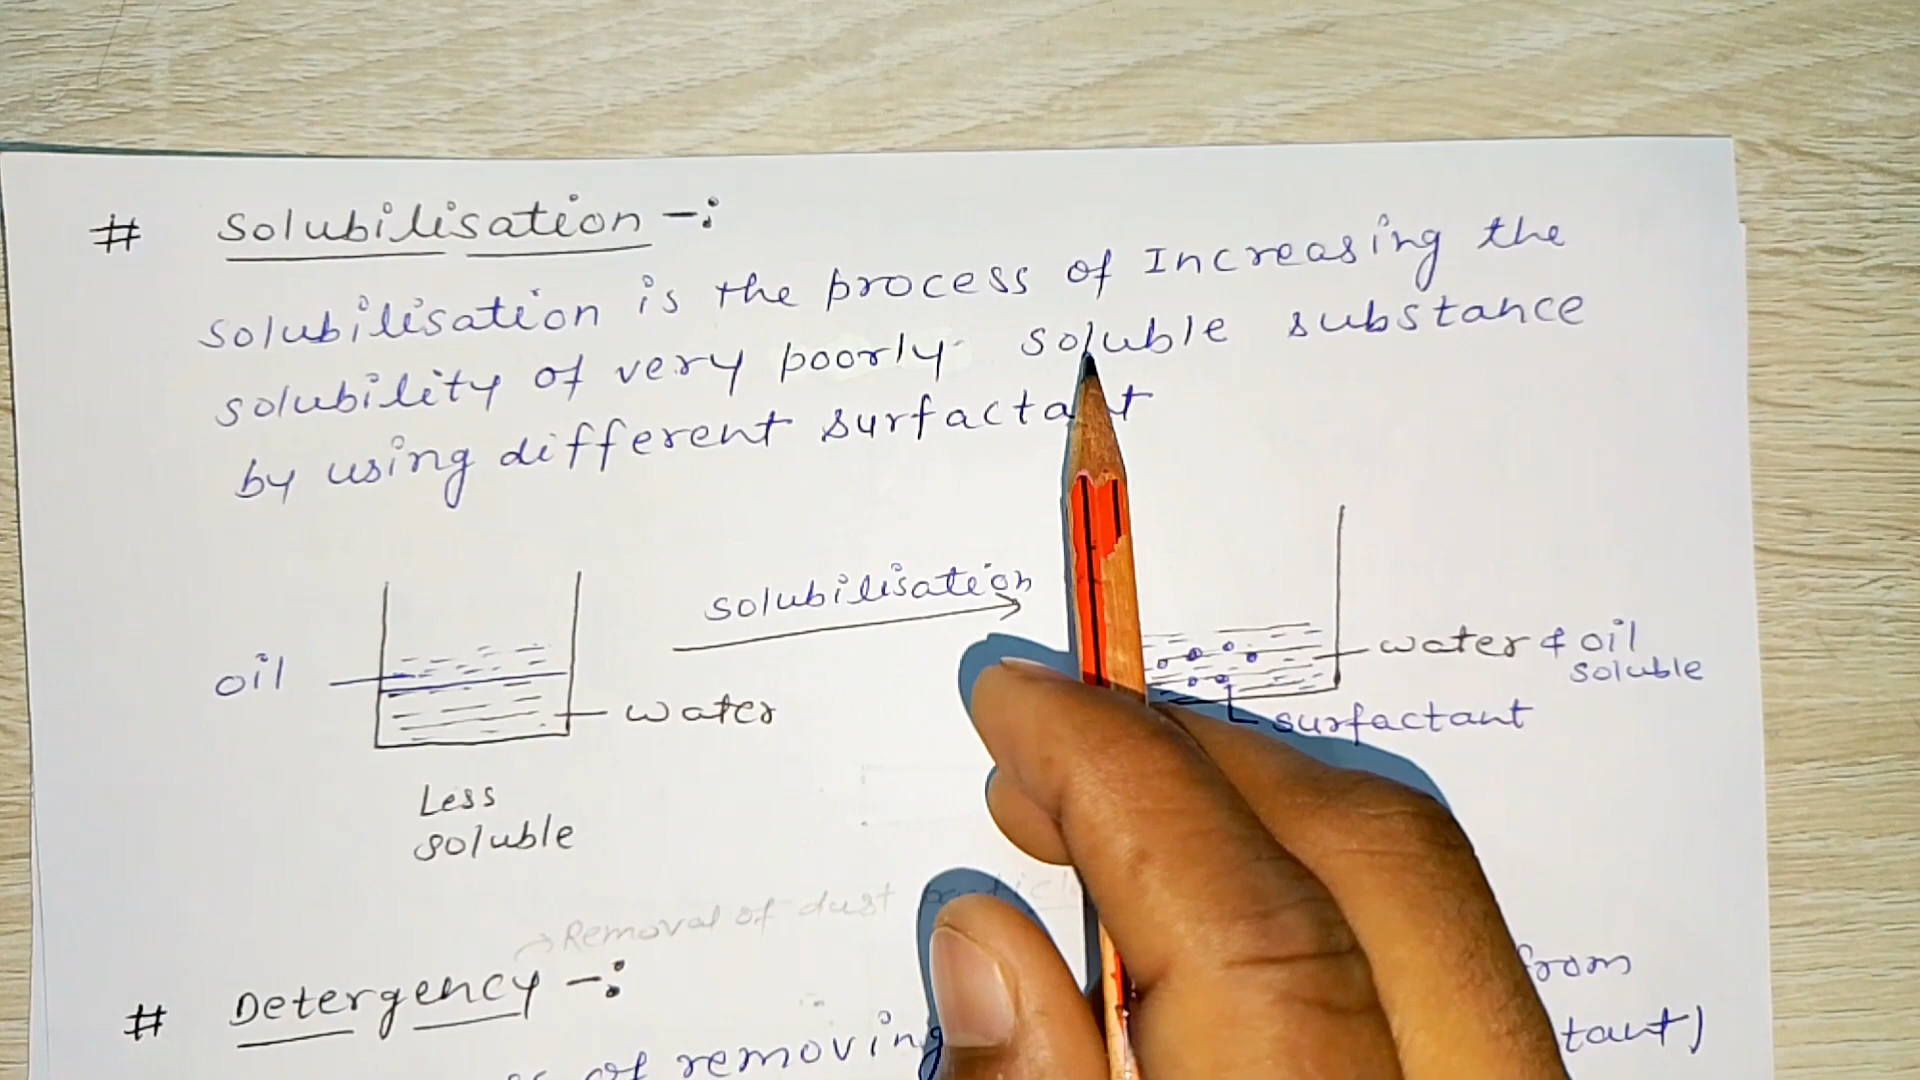 # Solubilisation -:
Solubilisation is the process of Increasing the
solubility of very poorly soluble substance
by using different surfactant
solubilisation
oil
water
Less
soluble
water & oil
soluble
surfactant
Removal of dust
# Detergency -:
of removing
from